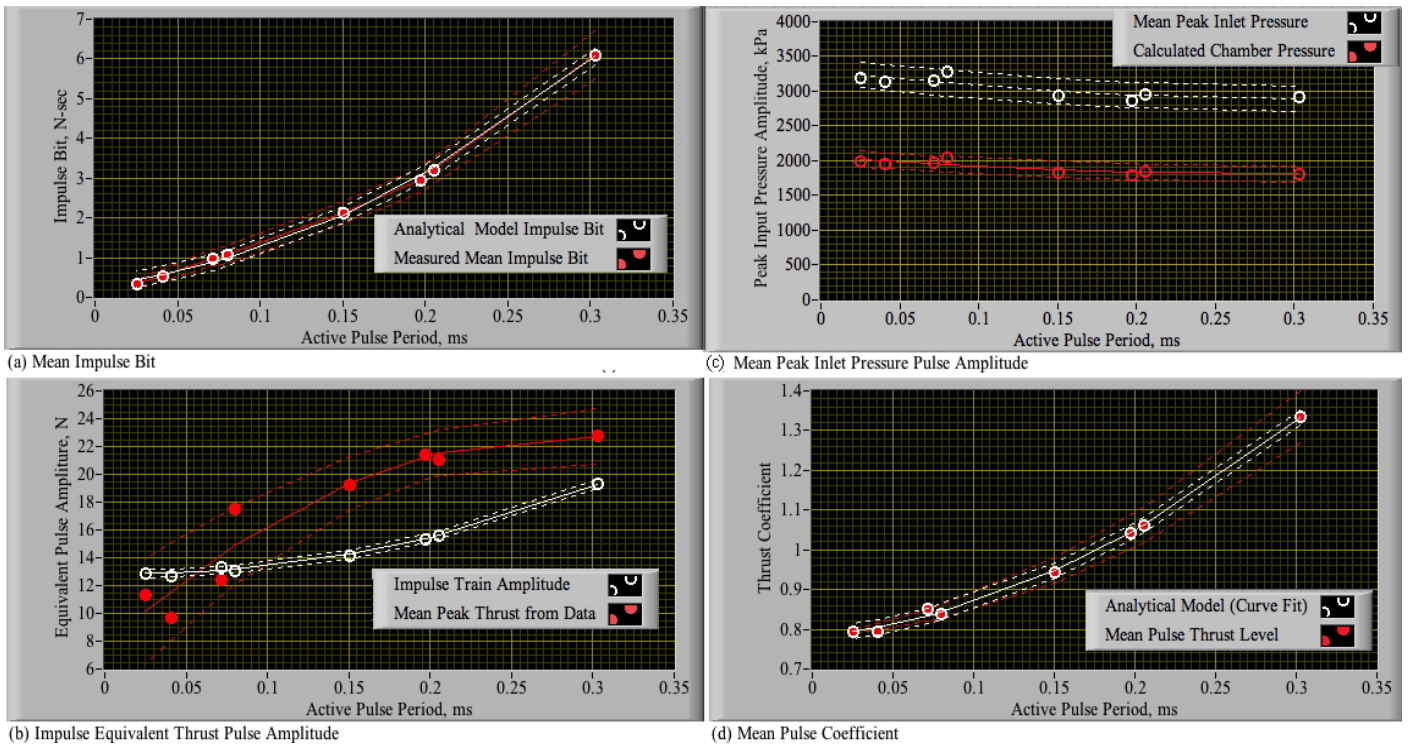 7
6
5
4
3
2
1
0
Impulse Bit, N-sec
Analytical Model Impulse Bit
Measured Mean Impulse Bit
0 0.05 0.1 0.15 0.2 0.25 0.3 0.35
Active Pulse Period, ms
(a) Mean Impulse Bit
4000
3500
3000
2500
2000
1500
1000
500
0
Peak Input Pressure Amplitude, kPa
Mean Peak Inlet Pressure
Calculated Chamber Pressure
0 0.05 0.1 0.15 0.2 0.25 0.3 0.35
Active Pulse Period, ms
(c) Mean Peak Inlet Pressure Pulse Amplitude
26
24
22
20
18
16
14
12
10
8
6
Equivalent Pulse Ampliture, N
Impulse Train Amplitude
Mean Peak Thrust from Data
0 0.05 0.1 0.15 0.2 0.25 0.3 0.35
Active Pulse Period, ms
(b) Impulse Equivalent Thrust Pulse Amplitude
1.4
1.3
1.2
1.1
1
0.9
0.8
0.7
Thrust Coefficient
Analytical Model (Curve Fit)
Mean Pulse Thrust Level
0 0.05 0.1 0.15 0.2 0.25 0.3 0.35
Active Pulse Period, ms
(d) Mean Pulse Coefficient